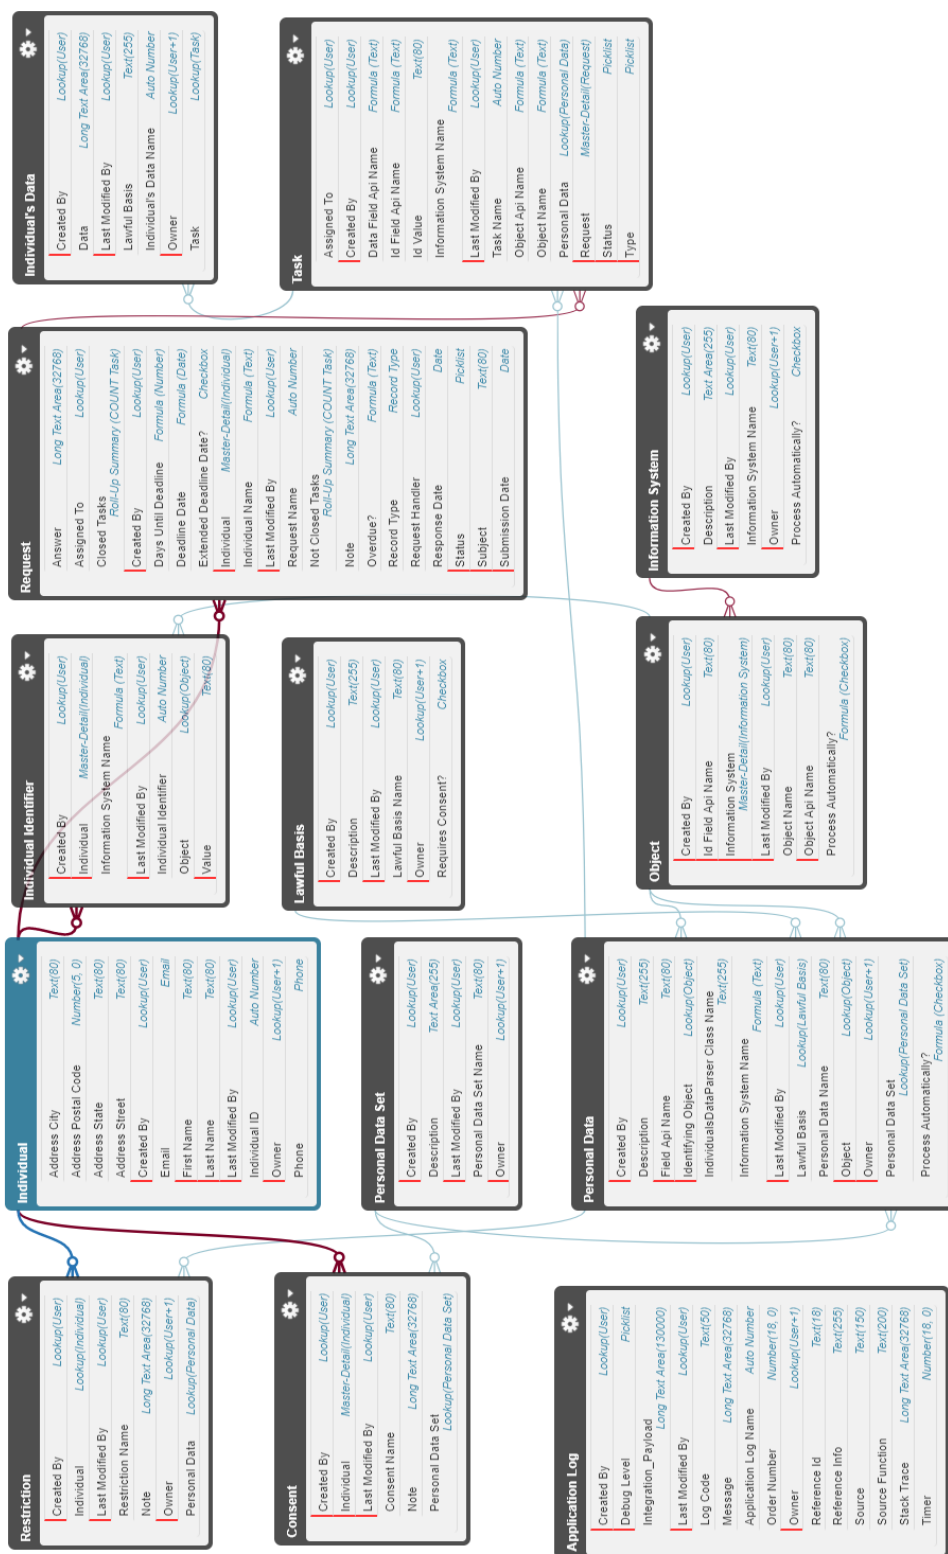 Restriction
Created By Lookup(User)
Individual Lookup(Individual)
Last Modified By Lookup(User)
Restriction Name Text(80)
Note Long Text Area(32768)
Owner Lookup(User+1)
Personal Data Lookup(Personal Data)
Individual
Address City Text(80)
Address Postal Code Number(5, 0)
Address State Text(80)
Address Street Text(80)
Created By Lookup(User)
Email Email
First Name Text(80)
Last Name Text(80)
Last Modified By Lookup(User)
Individual ID Auto Number
Owner Lookup(User+1)
Phone Phone
Individual Identifier
Created By Lookup(User)
Individual Master-Detail(Individual)
Information System Name
Formula (Text)
Last Modified By Lookup(User)
Individual Identifier Auto Number
Object Lookup(Object)
Value Text(80)
Request
Answer Long Text Area(32768)
Assigned To Lookup(User)
Closed Tasks
Roll-Up Summary (COUNT Task)
Created By Lookup(User)
Days Until Deadline Formula (Number)
Deadline Date Formula (Date)
Extended Deadline Date? Checkbox
Individual Master-Detail(Individual)
Individual Name Formula (Text)
Last Modified By Lookup(User)
Request Name Auto Number
Not Closed Tasks
Roll-Up Summary (COUNT Task)
Note Long Text Area(32768)
Overdue? Formula (Text)
Record Type Record Type
Request Handler Lookup(User)
Response Date Date
Status Picklist
Subject Text(80)
Submission Date Date
Individual's Data
Created By Lookup(User)
Data Long Text Area(32768)
Last Modified By Lookup(User)
Lawful Basis Text(255)
Individual's Data Name Auto Number
Owner Lookup(User+1)
Task Lookup(Task)
Consent
Created By Lookup(User)
Individual Master-Detail(Individual)
Last Modified By Lookup(User)
Consent Name Text(80)
Note Long Text Area(32768)
Personal Data Set
Lookup(Personal Data Set)
Personal Data Set
Created By Lookup(User)
Description Text Area(255)
Last Modified By Lookup(User)
Personal Data Set Name Text(80)
Owner Lookup(User+1)
Lawful Basis
Created By Lookup(User)
Description Text(255)
Last Modified By Lookup(User)
Lawful Basis Name Text(80)
Owner Lookup(User+1)
Requires Consent? Checkbox
Task
Assigned To Lookup(User)
Created By Lookup(User)
Data Field Api Name Formula (Text)
Id Field Api Name Formula (Text)
Id Value Text(80)
Information System Name
Formula (Text)
Last Modified By Lookup(User)
Task Name Auto Number
Object Api Name Formula (Text)
Object Name Formula (Text)
Personal Data Lookup(Personal Data)
Request Master-Detail(Request)
Status Picklist
Type Picklist
Application Log
Created By Lookup(User)
Debug Level Picklist
Integration_Payload
Long Text Area(130000)
Last Modified By Lookup(User)
Log Code Text(50)
Message Long Text Area(32768)
Application Log Name Auto Number
Order Number Number(18, 0)
Owner Lookup(User+1)
Reference Id Text(18)
Reference Info Text(255)
Source Text(150)
Source Function Text(200)
Stack Trace Long Text Area(32768)
Timer Number(18, 0)
Personal Data
Created By Lookup(User)
Description Text(255)
Field Api Name Text(80)
Identifying Object Lookup(Object)
IndividualsDataParser Class Name
Text(255)
Information System Name
Formula (Text)
Last Modified By Lookup(User)
Lawful Basis Lookup(Lawful Basis)
Personal Data Name Text(80)
Object Lookup(Object)
Owner Lookup(User+1)
Personal Data Set
Lookup(Personal Data Set)
Process Automatically?
Formula (Checkbox)
Object
Created By Lookup(User)
Id Field Api Name Text(80)
Information System
Master-Detail(Information System)
Last Modified By Lookup(User)
Object Name Text(80)
Object Api Name Text(80)
Process Automatically?
Formula (Checkbox)
Information System
Created By Lookup(User)
Description Text Area(255)
Last Modified By Lookup(User)
Information System Name Text(80)
Owner Lookup(User+1)
Process Automatically? Checkbox